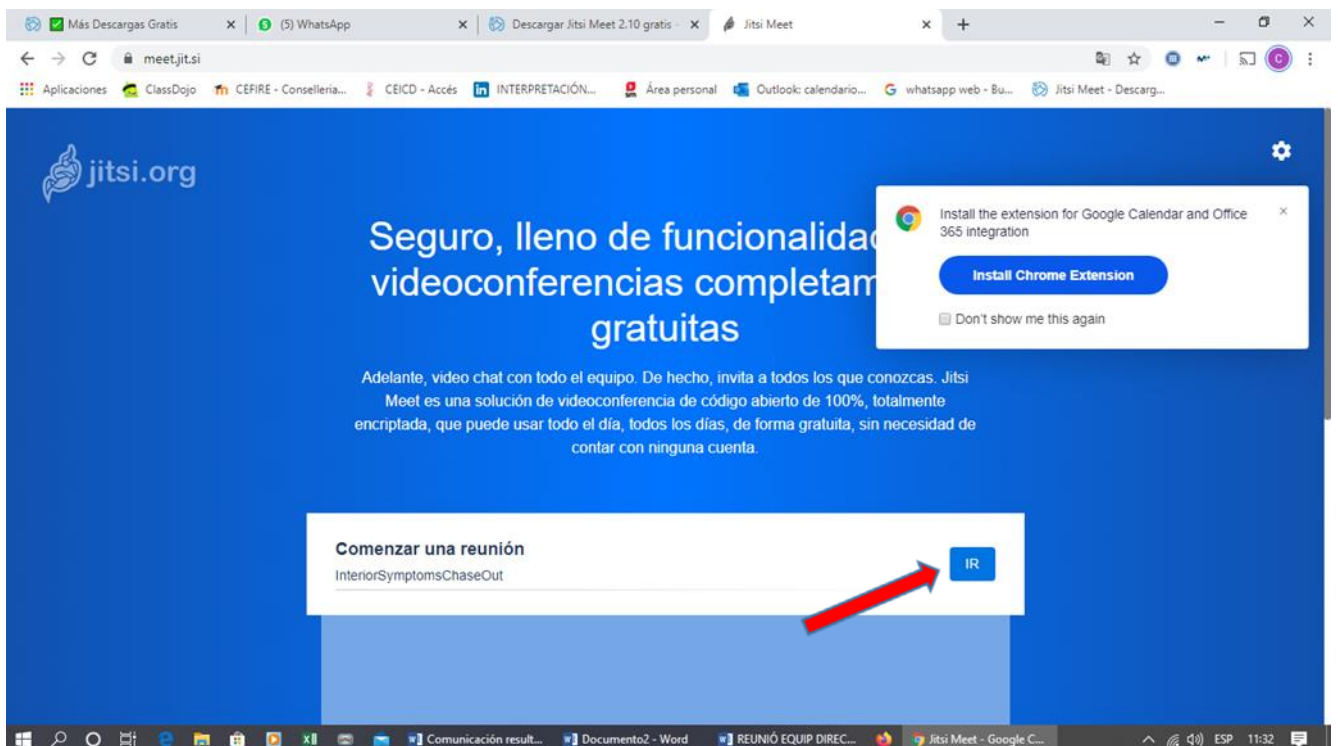 Más Descargas Gratis
(5) WhatsApp
Descargar Jitsi Meet 2.10 gratis -
Jitsi Meet
meet.jit.si
C
Aplicaciones
ClassDojo
CEFIRE - Conselleria...
CEICD - Accés
INTERPRETACIÓN...
Área personal
Outlook: calendario...
whatsapp web - Bu...
Jitsi Meet - Descarg...
jitsi.org
Install the extension for Google Calendar and Office
365 integration
Install Chrome Extension
Don't show me this again
Seguro, lleno de funcionalida
videoconferencias completam
gratuitas
Adelante, video chat con todo el equipo. De hecho, invita a todos los que conozcas. Jitsi
Meet es una solución de videoconferencia de código abierto de 100%, totalmente
encriptada, que puede usar todo el día, todos los días, de forma gratuita, sin necesidad de
contar con ninguna cuenta.
Comenzar una reunión
InteriorSymptomsChaseOut
IR
Comunicación result...
Documento2 - Word
REUNIÓ EQUIP DIREC...
Jitsi Meet - Google C...
ESP
11:32